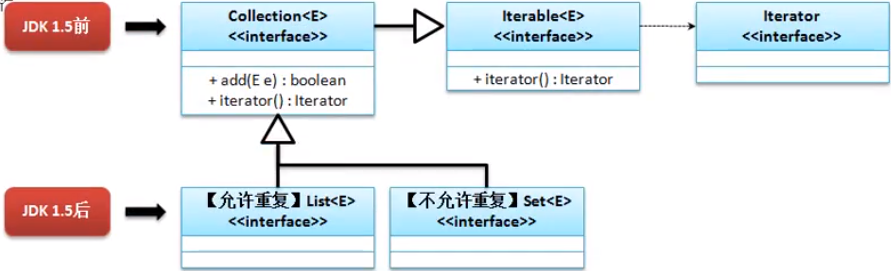 JDK 1.5前
Collection<E>
<<interface>>
+ add(E e) : boolean
+ iterator() : Iterator
Iterable<E>
<<interface>>
+ iterator() : Iterator
Iterator
<<interface>>
JDK 1.5后
【允许重复】List<E>
<<interface>>
【不允许重复】Set<E>
<<interface>>